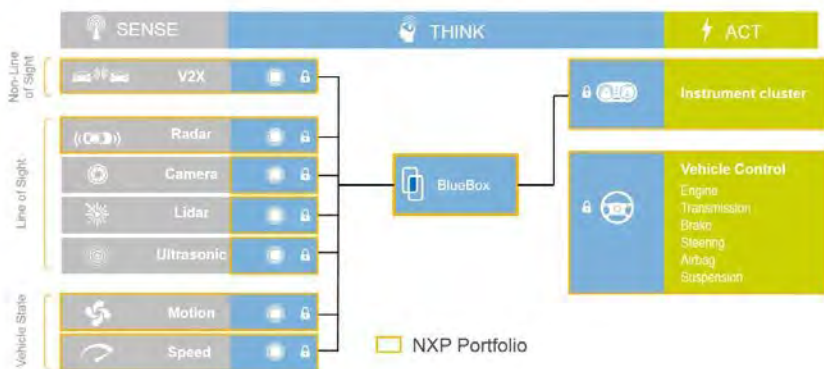 SENSE
THINK
ACT
Non-Line
of Sight
V2X
Instrument cluster
Line of Sight
Radar
Camera
Lidar
Ultrasonic
BlueBox
Vehicle Control
Engine
Transmission
Brake
Steering
Airbag
Suspension
Vehicle State
Motion
Speed
NXP Portfolio